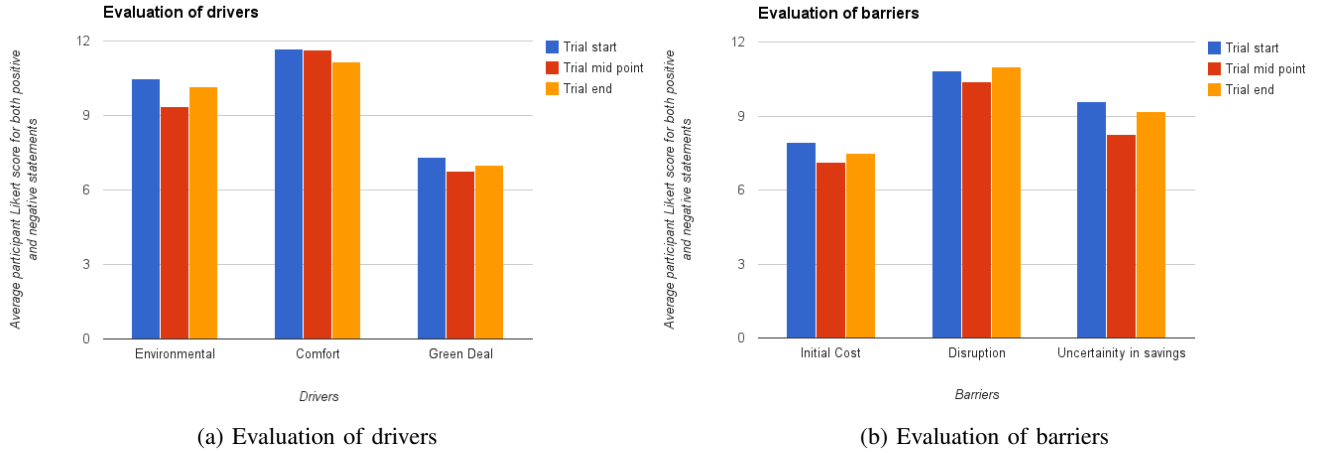 Evaluation of drivers
Average participant Likert score for both positive
and negative statements
12
9
6
3
0
Environmental
Comfort
Green Deal
Drivers
Trial start
Trial mid point
Trial end
(a) Evaluation of drivers
Evaluation of barriers
Average participant Likert score for both positive
and negative statements
12
9
6
3
0
Initial Cost
Disruption
Uncertainity in savings
Barriers
Trial start
Trial mid point
Trial end
(b) Evaluation of barriers